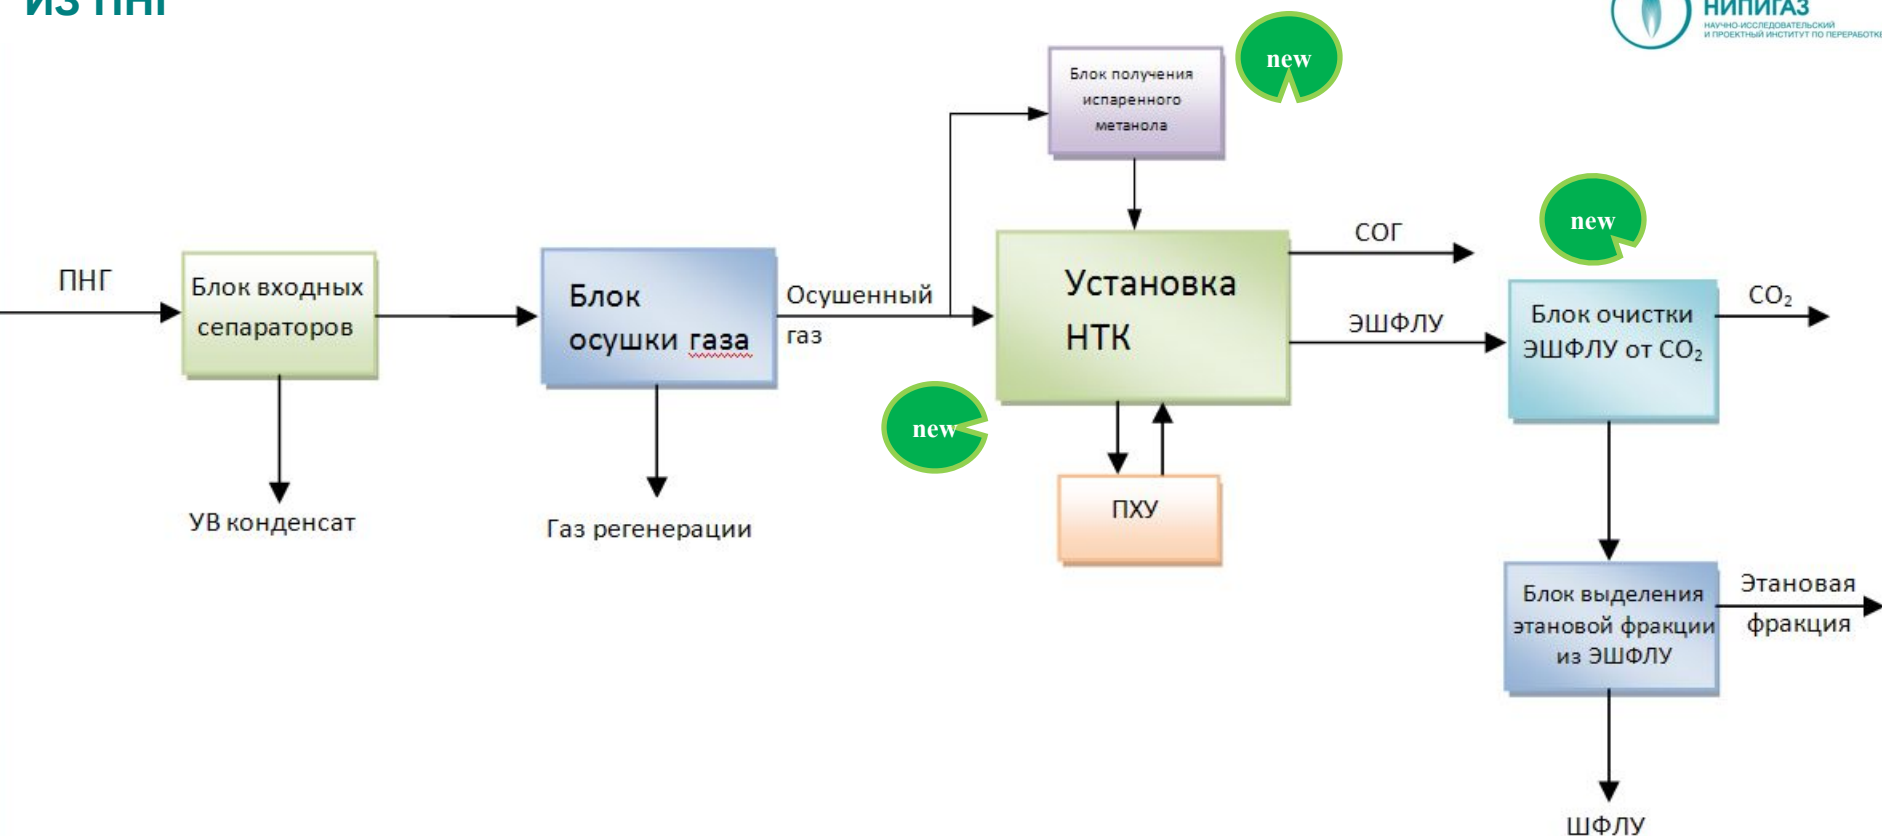 ИЗ ПНГ
НИПИГАЗ
НАУЧНО-ИССЛЕДОВАТЕЛЬСКИЙ
И ПРОЕКТНЫЙ ИНСТИТУТ ПО ПЕРЕРАБОТКЕ
Блок получения
испаренного
метанола
new
new
ПНГ
Блок входных
сепараторов
Блок
осушки газа
Осушенный
газ
Установка
НТК
СОГ
ЭШФЛУ
Блок очистки
ЭШФЛУ от CO₂
CO₂
new
ПХУ
УВ конденсат
Газ регенерации
Блок выделения
этановой фракции
из ЭШФЛУ
Этановая
фракция
ШФЛУ